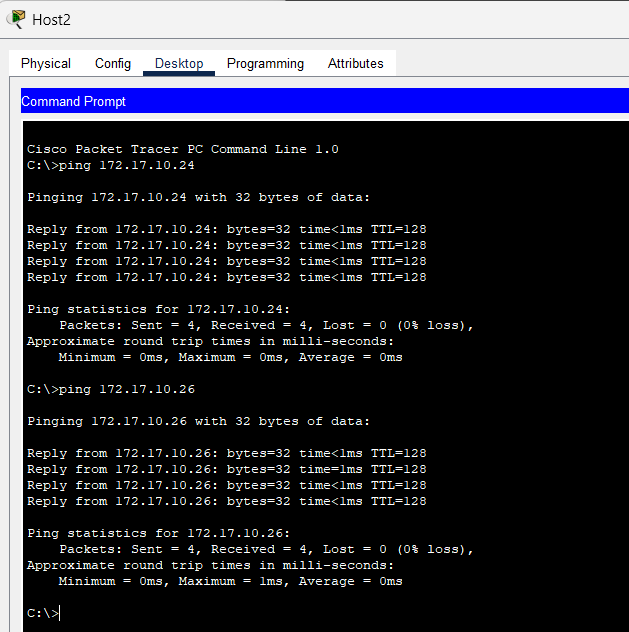 Host2
Physical Config Desktop Programming Attributes
Command Prompt
Cisco Packet Tracer PC Command Line 1.0
C:\>ping 172.17.10.24
Pinging 172.17.10.24 with 32 bytes of data:
Reply from 172.17.10.24: bytes=32 time<1ms TTL=128
Reply from 172.17.10.24: bytes=32 time<1ms TTL=128
Reply from 172.17.10.24: bytes=32 time<1ms TTL=128
Reply from 172.17.10.24: bytes=32 time<1ms TTL=128
Ping statistics for 172.17.10.24:
    Packets: Sent = 4, Received = 4, Lost = 0 (0% loss),
Approximate round trip times in milli-seconds:
    Minimum = 0ms, Maximum = 0ms, Average = 0ms
C:\>ping 172.17.10.26
Pinging 172.17.10.26 with 32 bytes of data:
Reply from 172.17.10.26: bytes=32 time<1ms TTL=128
Reply from 172.17.10.26: bytes=32 time=1ms TTL=128
Reply from 172.17.10.26: bytes=32 time<1ms TTL=128
Reply from 172.17.10.26: bytes=32 time<1ms TTL=128
Ping statistics for 172.17.10.26:
    Packets: Sent = 4, Received = 4, Lost = 0 (0% loss),
Approximate round trip times in milli-seconds:
    Minimum = 0ms, Maximum = 1ms, Average = 0ms
C:\>